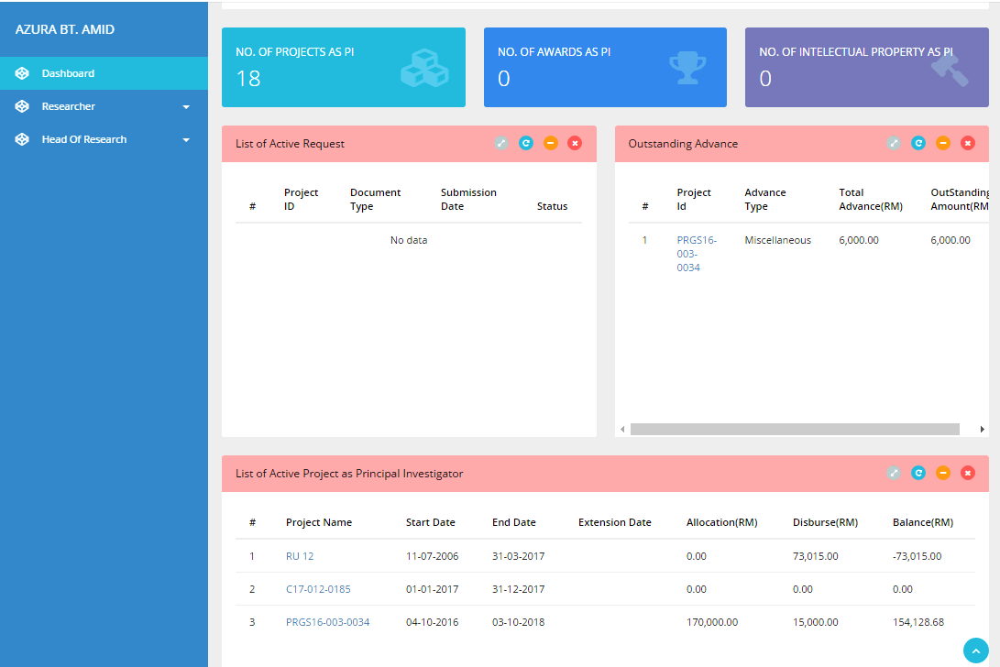 AZURA BT. AMID
Dashboard
Researcher
Head Of Research
NO. OF PROJECTS AS PI
18
NO. OF AWARDS AS PI
0
NO. OF INTELECTUAL PROPERTY AS PI
0
List of Active Request
# Project ID Document Type Submission Date Status
No data
Outstanding Advance
# Project Id Advance Type Total Advance(RM) OutStanding Amount(RM
1 PRGS16-003-0034 Miscellaneous 6,000.00 6,000.00
List of Active Project as Principal Investigator
# Project Name Start Date End Date Extension Date Allocation(RM) Disburse(RM) Balance(RM)
1 RU 12 11-07-2006 31-03-2017 0.00 73,015.00 -73,015.00
2 C17-012-0185 01-01-2017 31-12-2017 0.00 0.00 0.00
3 PRGS16-003-0034 04-10-2016 03-10-2018 170,000.00 15,000.00 154,128.68